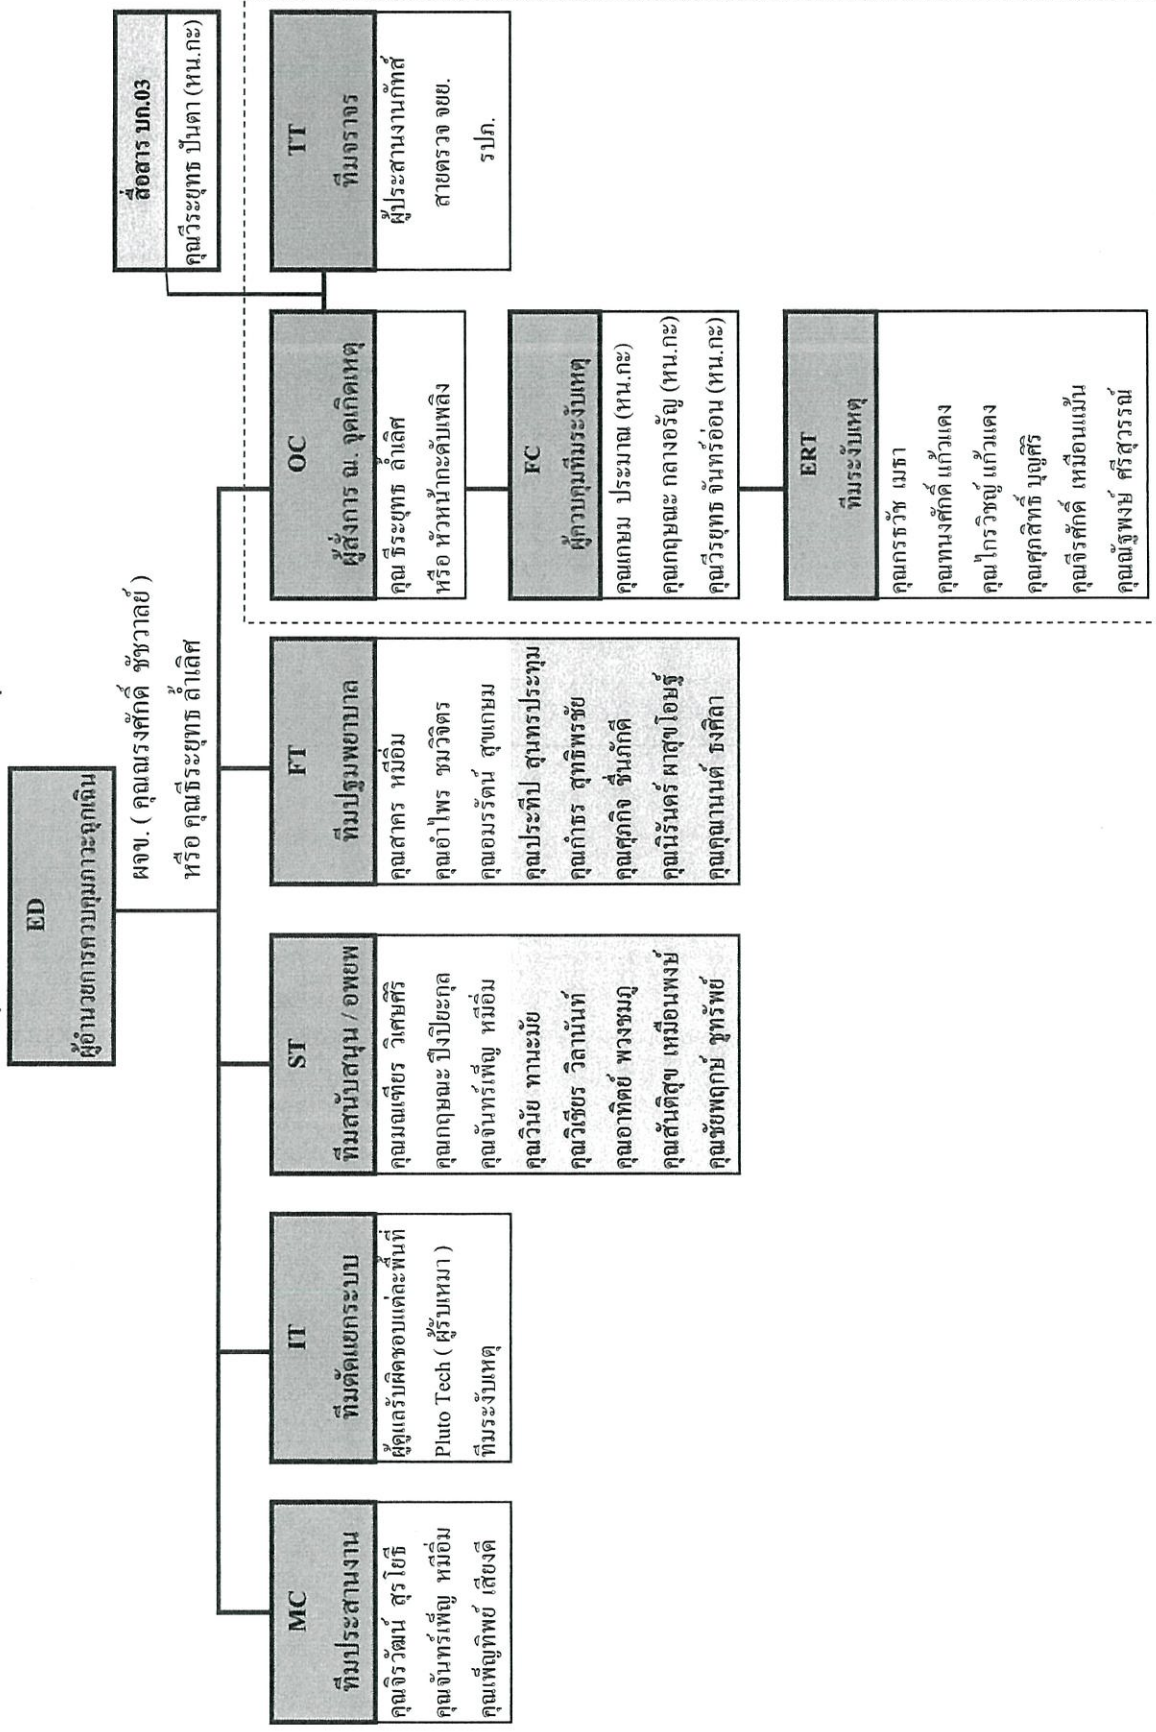 ED
ผู้อำนวยการควบคุมภาวะฉุกเฉิน
ผจข. ( คุณณรงศักดิ์ ชัชวาลย์ )
หรือ คุณธีระยุทธ ล้ำเลิศ
สื่อสาร บก.03
คุณวีระยุทธ ปันตา (หน.กะ)
MC
ทีมประสานงาน
คุณจิรวัฒน์ สุรโยธี
คุณจันทร์เพ็ญ หมีอิ่ม
คุณเพ็ญทิพย์ เสียงดี
IT
ทีมตัดแยกระบบ
ผู้ดูแลรับผิดชอบแต่ละพื้นที่
Pluto Tech ( ผู้รับเหมา )
ทีมระงับเหตุ
ST
ทีมสนับสนุน / อพยพ
คุณมณเฑียร วิเศษศิริ
คุณกฤษณะ ปิงปิยะกุล
คุณจันทร์เพ็ญ หมีอิ่ม
คุณวินัย ทานะมัย
คุณวิเชียร วิลานันท์
คุณอาทิตย์ พวงชมภู
คุณสันติสุข เหมือนพงษ์
คุณชัยพฤกษ์ ชูทรัพย์
FT
ทีมปฐมพยาบาล
คุณสาคร หมีอิ่ม
คุณอำไพร ชมวิจิตร
คุณอมรรัตน์ สุขเกษม
คุณประทีป สุนทรประทุม
คุณกำธร สุทธิพรชัย
คุณศุภกิจ ชื่นภักดี
คุณนิรันดร์ ผาสุขโอษฐ์
คุณคุณานนต์ ธงศิลา
OC
ผู้สั่งการ ณ. จุดเกิดเหตุ
คุณ ธีระยุทธ ล้ำเลิศ
หรือ หัวหน้ากะดับเพลิง
FC
ผู้ควบคุมทีมระงับเหตุ
คุณเกษม ประมาณ (หน.กะ)
คุณกฤษณะ กลางอรัญ (หน.กะ)
คุณวีรยุทธ จันทร์อ่อน (หน.กะ)
ERT
ทีมระงับเหตุ
คุณกรธวัช เมธา
คุณทนงศักดิ์ แก้วแดง
คุณไกรวิชญ์ แก้วแดง
คุณศุภสิทธิ์ บุญศิริ
คุณจิรศักดิ์ เหมือนแม้น
คุณณัฐพงษ์ ศรีสุวรรณ์
TT
ทีมจราจร
ผู้ประสานงานกัทส์
สายตรวจ จยย.
รปภ.